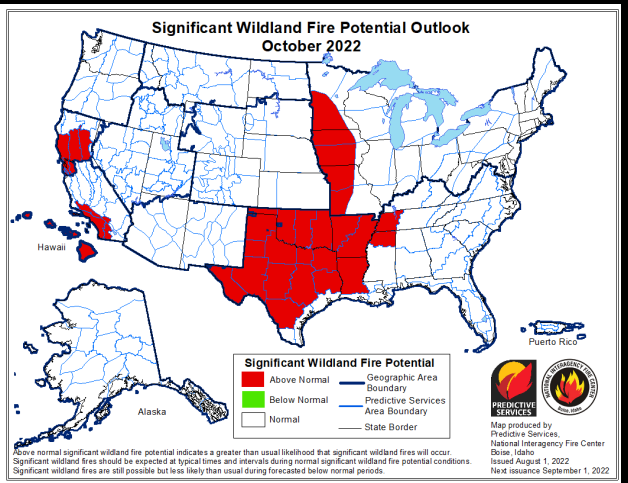 Significant Wildland Fire Potential Outlook
October 2022
Hawaii
Alaska
Puerto Rico
Significant Wildland Fire Potential
Above Normal
Below Normal
Normal
Geographic Area
Boundary
Predictive Services
Area Boundary
State Border
PREDICTIVE
SERVICES
NATIONAL INTERAGENCY FIRE CENTER
Boise, Idaho
Map produced by
Predictive Services,
National Interagency Fire Center
Boise, Idaho
Issued August 1, 2022
Next issuance September 1, 2022
Above normal significant wildland fire potential indicates a greater than usual likelihood that significant wildland fires will occur.
Significant wildland fires should be expected at typical times and intervals during normal significant wildland fire potential conditions.
Significant wildland fires are still possible but less likely than usual during forecasted below normal periods.